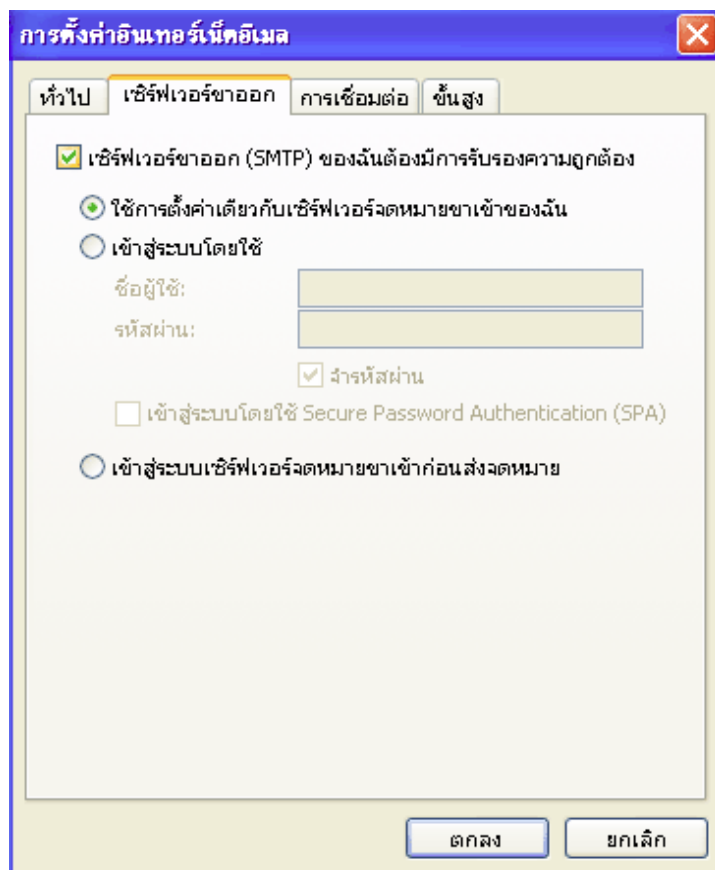 การตั้งค่าอินเทอร์เน็ตอีเมล
ทั่วไป เซิร์ฟเวอร์ขาออก การเชื่อมต่อ ขั้นสูง
เซิร์ฟเวอร์ขาออก (SMTP) ของฉันต้องมีการรับรองความถูกต้อง
ใช้การตั้งค่าเดียวกับเซิร์ฟเวอร์จดหมายขาเข้าของฉัน
เข้าสู่ระบบโดยใช้
ชื่อผู้ใช้:
รหัสผ่าน:
จำรหัสผ่าน
เข้าสู่ระบบโดยใช้ Secure Password Authentication (SPA)
เข้าสู่ระบบเซิร์ฟเวอร์จดหมายขาเข้าก่อนส่งจดหมาย
ตกลง ยกเลิก